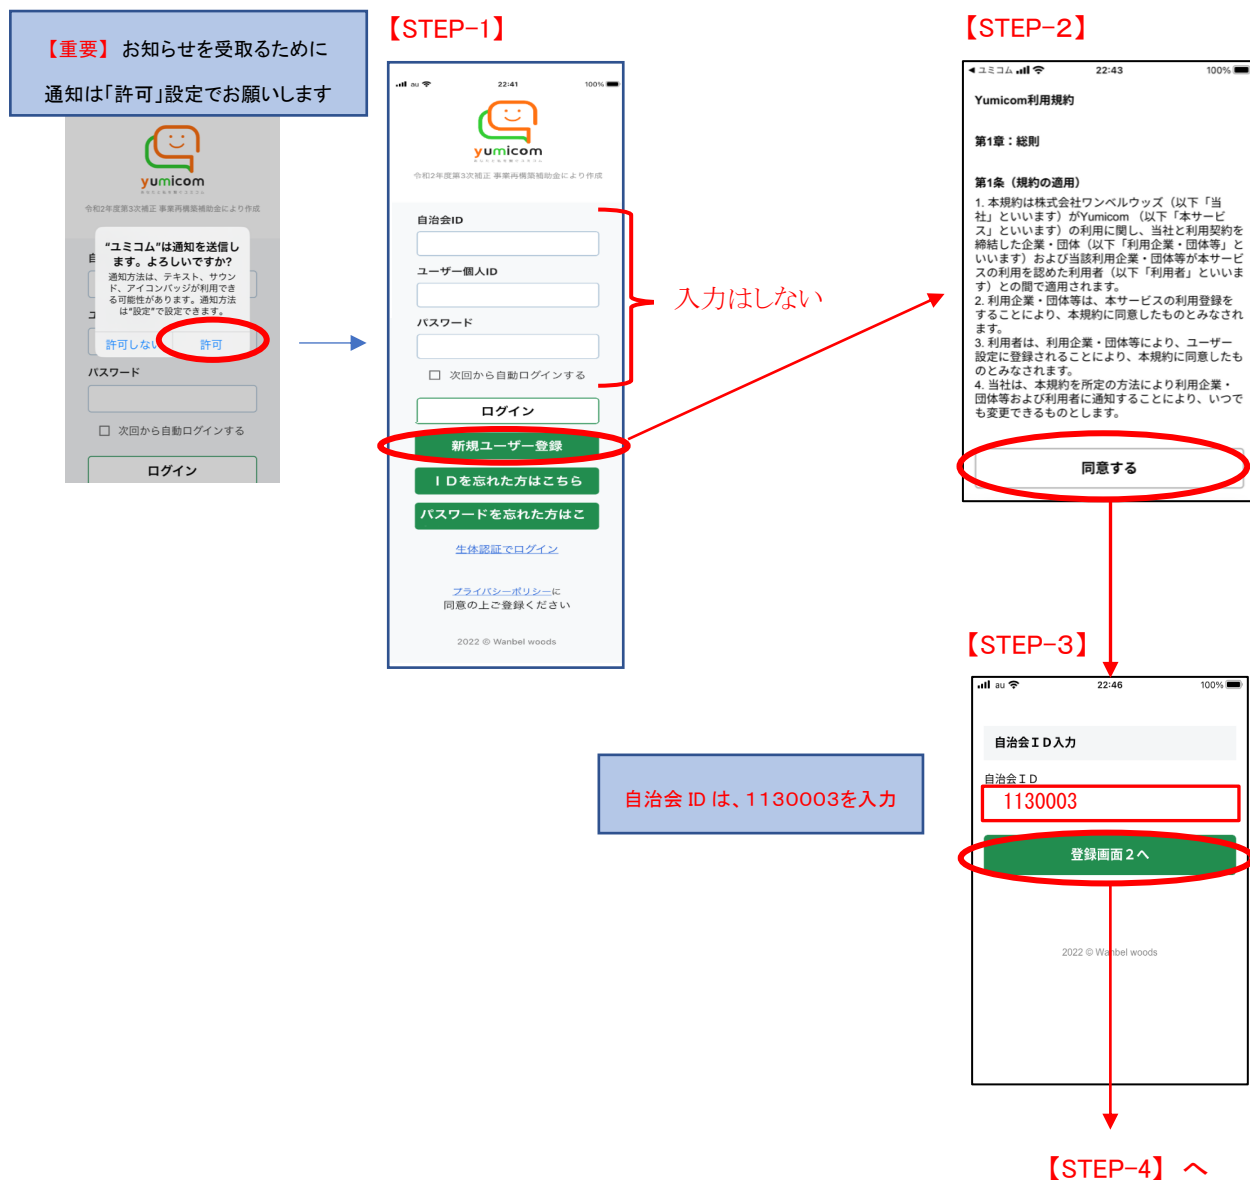 【重要】 お知らせを受取るために
通知は「許可」設定でお願いします
yumicom
令和2年度第3次補正 事業再構築補助金により作成
"ユミコム"は通知を送信し
ます。よろしいですか?
通知方法は、テキスト、サウン
ド、アイコンバッジが利用でき
る可能性があります。通知方法
は"設定"で設定できます。
許可しない
許可
パスワード
次回から自動ログインする
ログイン
【STEP-1】
au
22:41
100%
yumicom
令和2年度第3次補正 事業再構築補助金により作成
自治会ID
ユーザー個人ID
パスワード
次回から自動ログインする
入力はしない
ログイン
新規ユーザー登録
IDを忘れた方はこちら
パスワードを忘れた方はこ
生体認証でログイン
プライバシーポリシーに
同意の上ご登録ください
2022 © Wanbel woods
【STEP-2】
ユミコム
22:43
100%
Yumicom利用規約
第1章:総則
第1条(規約の適用)
1. 本規約は株式会社ワンベルウッズ(以下「当
社」といいます)がYumicom (以下「本サービ
ス」といいます)の利用に関し、当社と利用契約を
締結した企業・団体(以下「利用企業・団体等」と
いいます)および当該利用企業・団体等が本サービ
スの利用を認めた利用者(以下「利用者」といいま
す)との間で適用されます。
2. 利用企業・団体等は、本サービスの利用登録を
することにより、本規約に同意したものとみなされ
ます。
3. 利用者は、利用企業・団体等により、ユーザー
設定に登録されることにより、本規約に同意したも
のとみなされます。
4. 当社は、本規約を所定の方法により利用企業・
団体等および利用者に通知することにより、いつで
も変更できるものとします。
同意する
【STEP-3】
au
22:46
100%
自治会ID入力
自治会ID
1130003
登録画面2へ
2022 © Wanbel woods
自治会 ID は、1130003を入力
【STEP-4】 へ